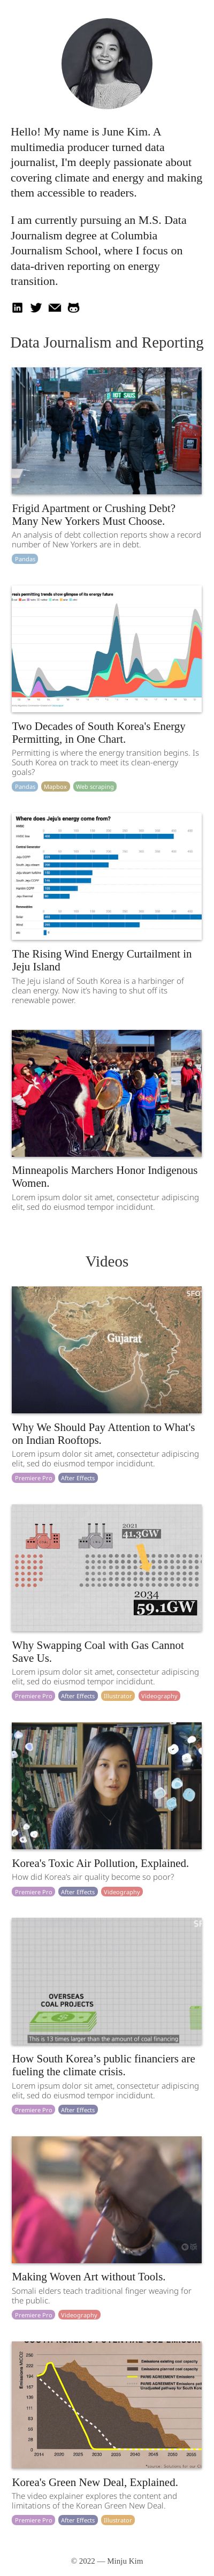 Hello! My name is June Kim. A
multimedia producer turned data
journalist, I'm deeply passionate about
covering climate and energy and making
them accessible to readers.
I am currently pursuing an M.S. Data
Journalism degree at Columbia
Journalism School, where I focus on
data-driven reporting on energy
transition.
Data Journalism and Reporting
HOT SALDS
Frigid Apartment or Crushing Debt?
Many New Yorkers Must Choose.
An analysis of debt collection reports show a record
number of New Yorkers are in debt.
Pandas
permitting trends show glimpses of its energy future
Two Decades of South Korea's Energy
Permitting, in One Chart.
Permitting is where the energy transition begins. Is
South Korea on track to meet its clean-energy
goals?
Pandas Mapbox Web scraping
Where does Jeju's energy come from?
The Rising Wind Energy Curtailment in
Jeju Island
The Jeju island of South Korea is a harbinger of
clean energy. Now it's having to shut off its
renewable power.
Minneapolis Marchers Honor Indigenous
Women.
Lorem ipsum dolor sit amet, consectetur adipiscing
elit, sed do eiusmod tempor incididunt.
Videos
SFO
Gujarat
Why We Should Pay Attention to What's
on Indian Rooftops.
Lorem ipsum dolor sit amet, consectetur adipiscing
elit, sed do eiusmod tempor incididunt.
Premiere Pro After Effects
2021
41.3GW
2034
59.1GW
Why Swapping Coal with Gas Cannot
Save Us.
Lorem ipsum dolor sit amet, consectetur adipiscing
elit, sed do eiusmod tempor incididunt.
Premiere Pro After Effects Illustrator Videography
Korea's Toxic Air Pollution, Explained.
How did Korea's air quality become so poor?
Premiere Pro After Effects Videography
OVERSEAS
COAL PROJECTS
This is 13 times larger than the amount of coal financing
How South Korea’s public financiers are
fueling the climate crisis.
Lorem ipsum dolor sit amet, consectetur adipiscing
elit, sed do eiusmod tempor incididunt.
Premiere Pro After Effects
Making Woven Art without Tools.
Somali elders teach traditional finger weaving for
the public.
Premiere Pro Videography
Korea's Green New Deal, Explained.
The video explainer explores the content and
limitations of the Korean Green New Deal.
Premiere Pro After Effects Illustrator
© 2022 — Minju Kim